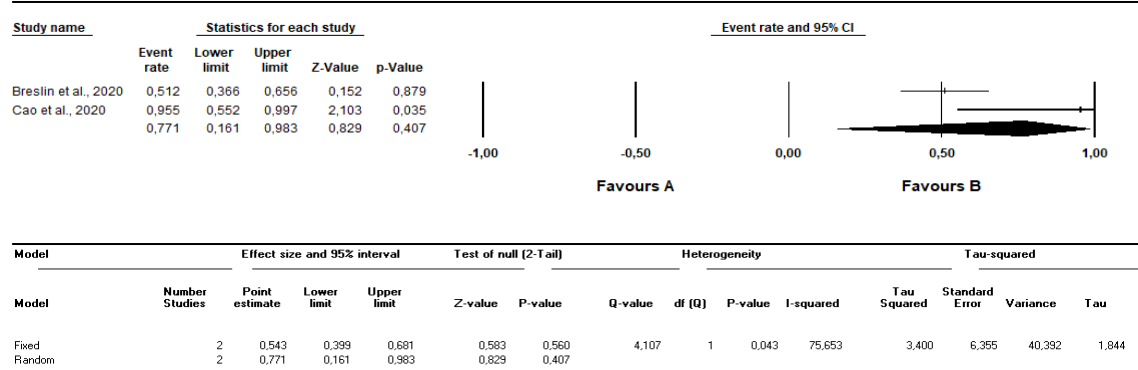 Study name Statistics for each study Event rate and 95% CI
Event Lower Upper
rate limit limit Z-Value p-Value
Breslin et al., 2020 0,512 0,366 0,656 0,152 0,879
Cao et al., 2020 0,955 0,552 0,997 2,103 0,035
0,771 0,161 0,983 0,829 0,407
-1,00 -0,50 0,00 0,50 1,00
Favours A Favours B
Model Effect size and 95% interval Test of null (2-Tail) Heterogeneity Tau-squared
Number Point Lower Upper Tau Standard
Model Studies estimate limit limit Z-value P-value Q-value df (Q) P-value I-squared Squared Error Variance Tau
Fixed 2 0,543 0,399 0,681 0,583 0,560 4,107 1 0,043 75,653 3,400 6,355 40,392 1,844
Random 2 0,771 0,161 0,983 0,829 0,407